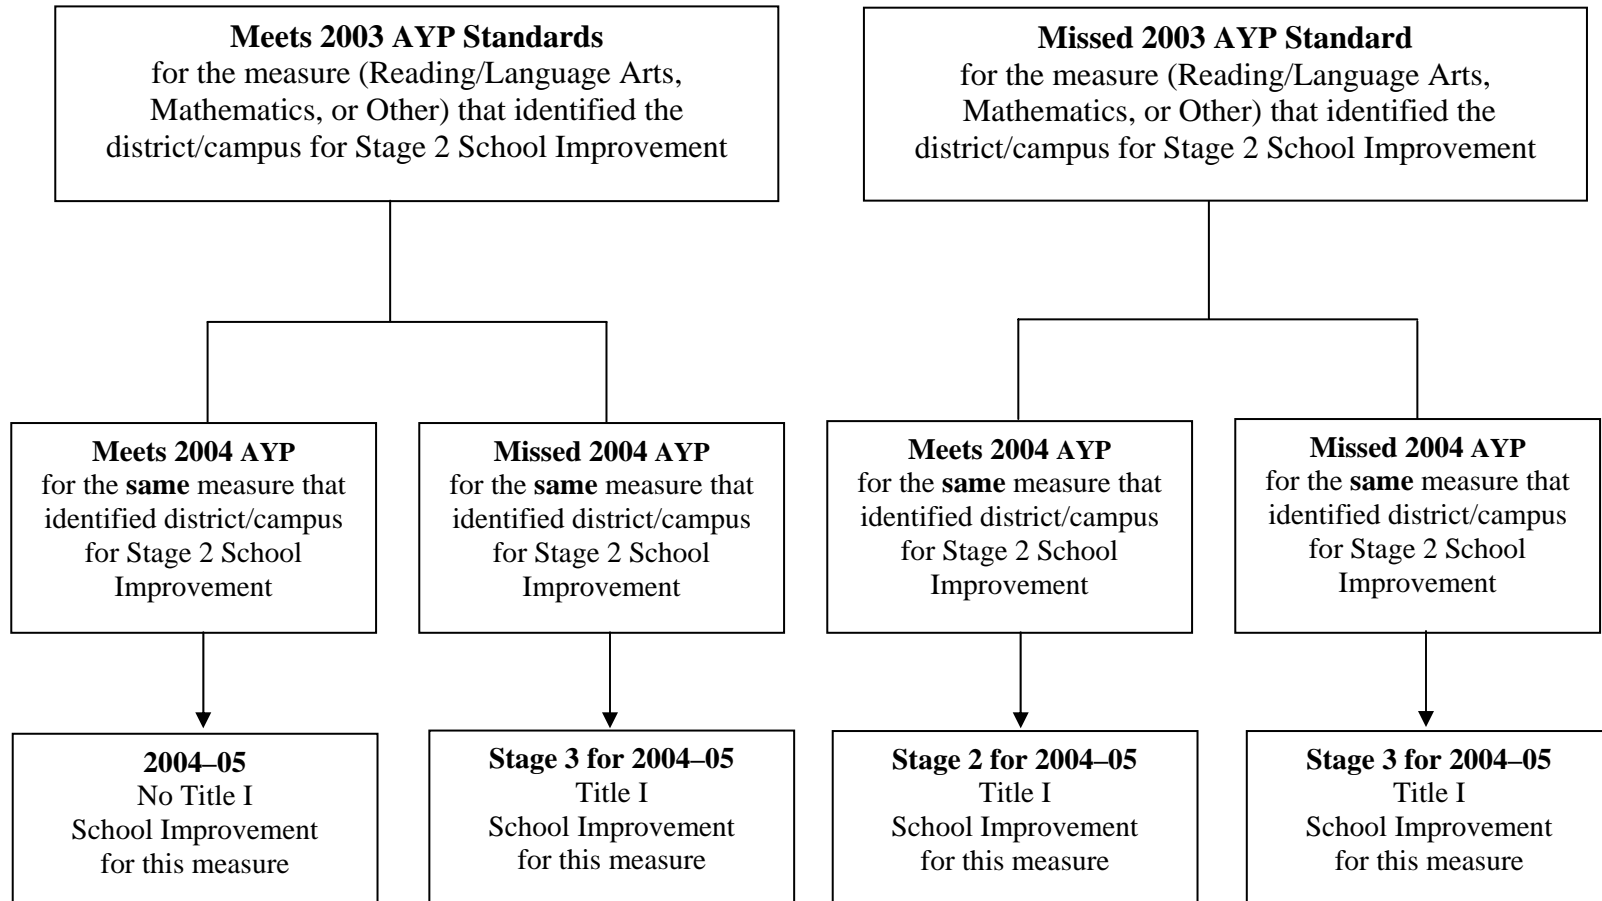 Meets 2003 AYP Standards
for the measure (Reading/Language Arts,
Mathematics, or Other) that identified the
district/campus for Stage 2 School Improvement
Missed 2003 AYP Standard
for the measure (Reading/Language Arts,
Mathematics, or Other) that identified the
district/campus for Stage 2 School Improvement
Meets 2004 AYP
for the same measure that
identified district/campus
for Stage 2 School
Improvement
Missed 2004 AYP
for the same measure that
identified district/campus
for Stage 2 School
Improvement
Meets 2004 AYP
for the same measure that
identified district/campus
for Stage 2 School
Improvement
Missed 2004 AYP
for the same measure that
identified district/campus
for Stage 2 School
Improvement
2004–05
No Title I
School Improvement
for this measure
Stage 3 for 2004–05
Title I
School Improvement
for this measure
Stage 2 for 2004–05
Title I
School Improvement
for this measure
Stage 3 for 2004–05
Title I
School Improvement
for this measure